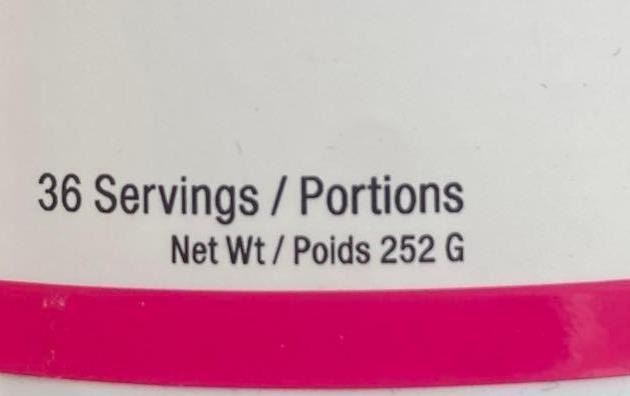 36 Servings / Portions
Net Wt / Poids 252 G